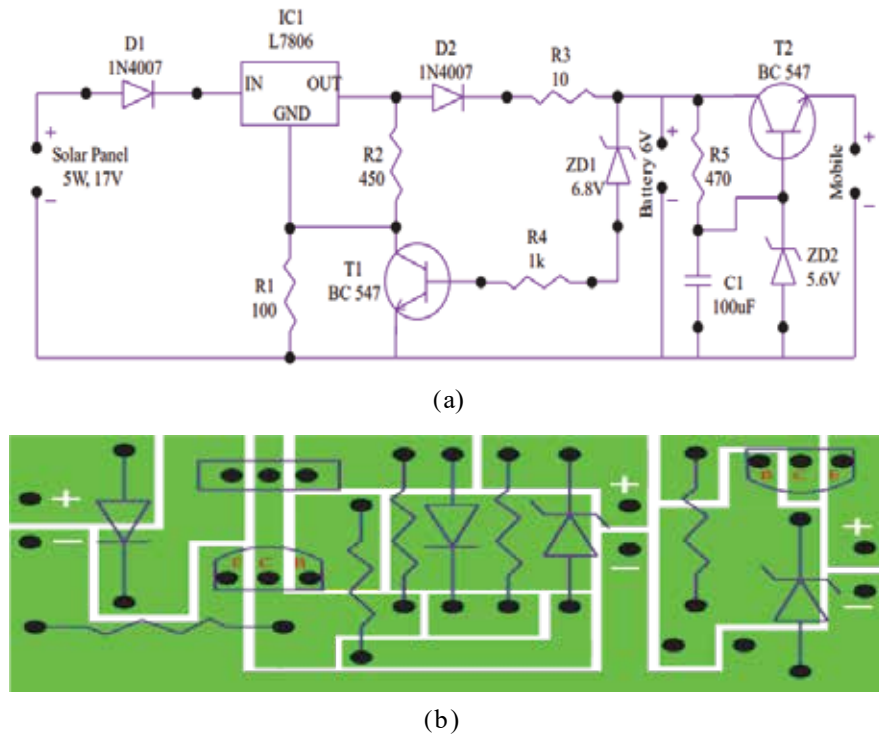 IC1
L7806
D1
1N4007
IN
OUT
GND
D2
1N4007
R3
10
T2
BC 547
+
Solar Panel
5W, 17V
−
R2
450
ZD1
6.8V
+
Battery 6V
−
R5
470
+
Mobile
−
R1
100
T1
BC 547
R4
1k
C1
100uF
ZD2
5.6V
(a)
+
−
E C B
+
−
B C E
+
−
(b)